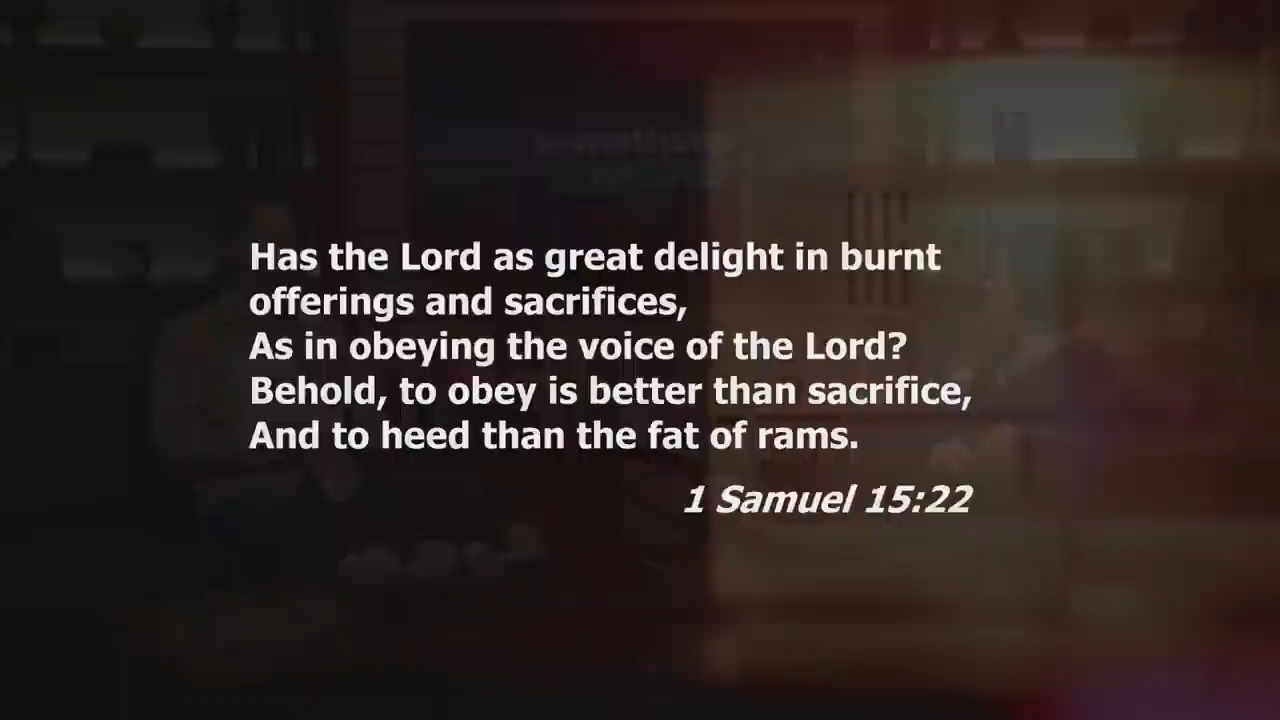 Has the Lord as great delight in burnt
offerings and sacrifices,
As in obeying the voice of the Lord?
Behold, to obey is better than sacrifice,
And to heed than the fat of rams.
1 Samuel 15:22